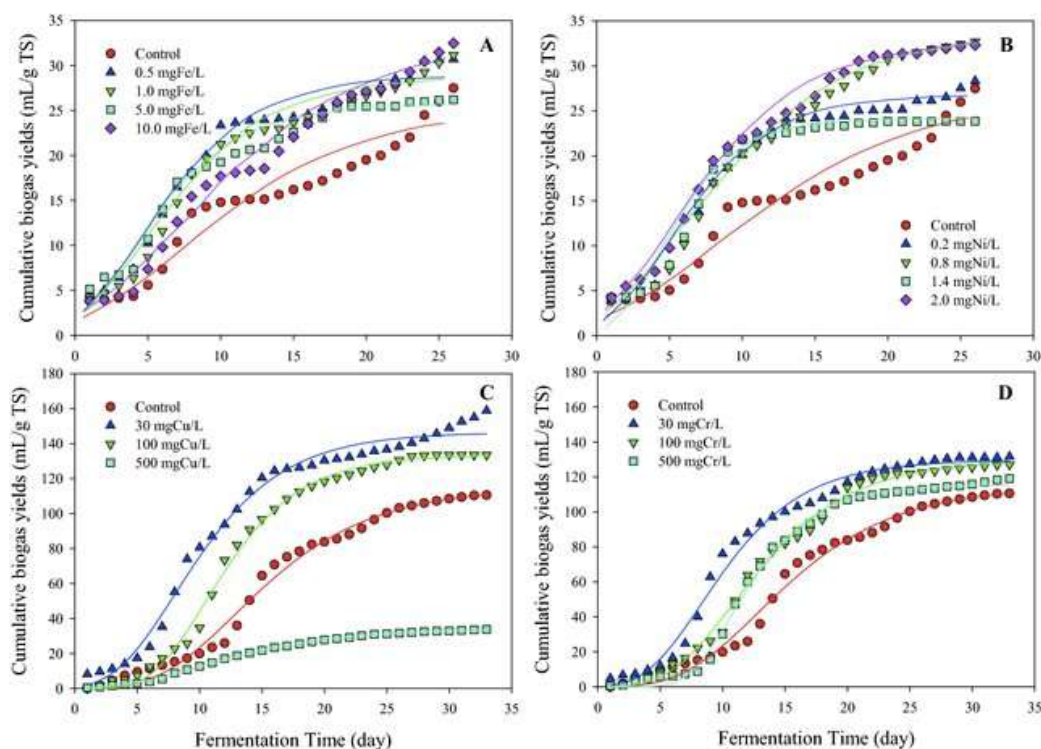 A
Control
0.5 mgFe/L
1.0 mgFe/L
5.0 mgFe/L
10.0 mgFe/L
Cumulative biogas yields (mL/g TS)
35
30
25
20
15
10
5
0
0 5 10 15 20 25 30
B
Control
0.2 mgNi/L
0.8 mgNi/L
1.4 mgNi/L
2.0 mgNi/L
Cumulative biogas yields (mL/g TS)
35
30
25
20
15
10
5
0
0 5 10 15 20 25 30
C
Control
30 mgCu/L
100 mgCu/L
500 mgCu/L
Cumulative biogas yields (mL/g TS)
180
160
140
120
100
80
60
40
20
0
0 5 10 15 20 25 30 35
Fermentation Time (day)
D
Control
30 mgCr/L
100 mgCr/L
500 mgCr/L
Cumulative biogas yields (mL/g TS)
180
160
140
120
100
80
60
40
20
0
0 5 10 15 20 25 30 35
Fermentation Time (day)